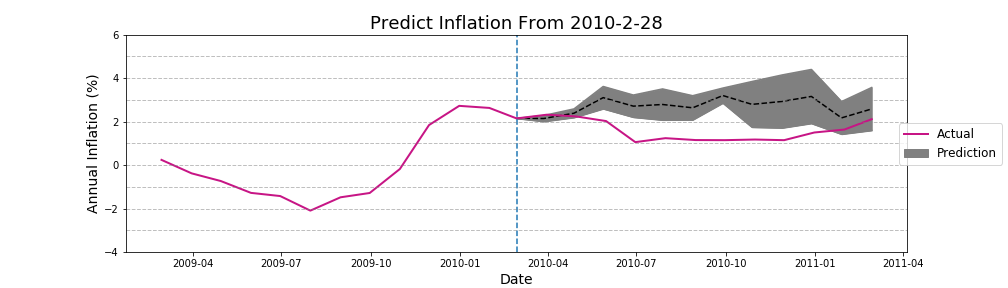 Predict Inflation From 2010-2-28
Annual Inflation (%)
6
4
2
0
−2
−4
2009-04 2009-07 2009-10 2010-01 2010-04 2010-07 2010-10 2011-01 2011-04
Date
Actual
Prediction